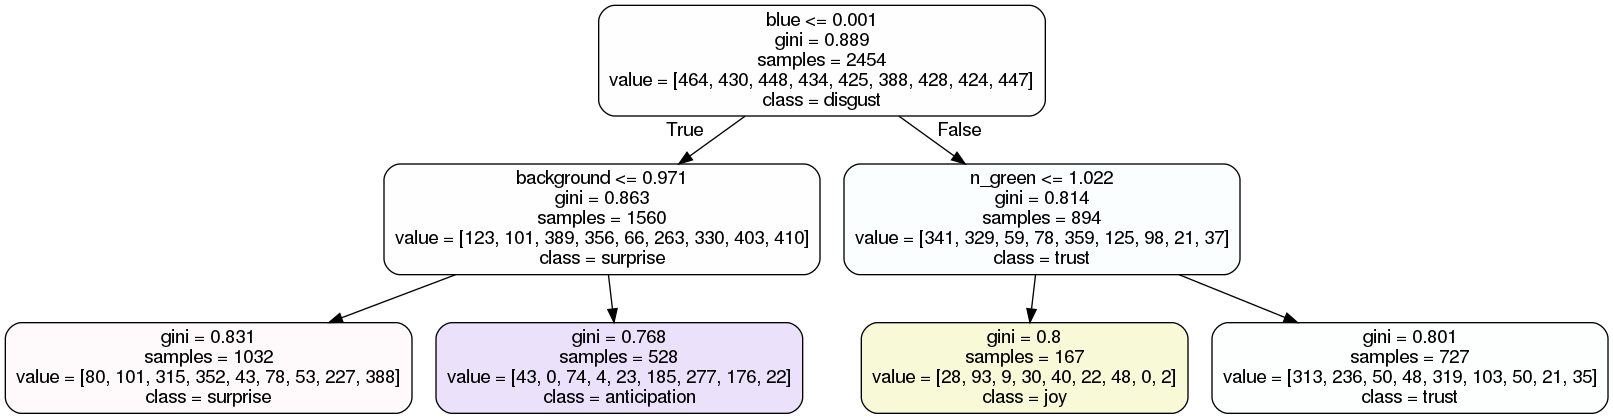 blue <= 0.001
gini = 0.889
samples = 2454
value = [464, 430, 448, 434, 425, 388, 428, 424, 447]
class = disgust
True
False
background <= 0.971
gini = 0.863
samples = 1560
value = [123, 101, 389, 356, 66, 263, 330, 403, 410]
class = surprise
n_green <= 1.022
gini = 0.814
samples = 894
value = [341, 329, 59, 78, 359, 125, 98, 21, 37]
class = trust
gini = 0.831
samples = 1032
value = [80, 101, 315, 352, 43, 78, 53, 227, 388]
class = surprise
gini = 0.768
samples = 528
value = [43, 0, 74, 4, 23, 185, 277, 176, 22]
class = anticipation
gini = 0.8
samples = 167
value = [28, 93, 9, 30, 40, 22, 48, 0, 2]
class = joy
gini = 0.801
samples = 727
value = [313, 236, 50, 48, 319, 103, 50, 21, 35]
class = trust